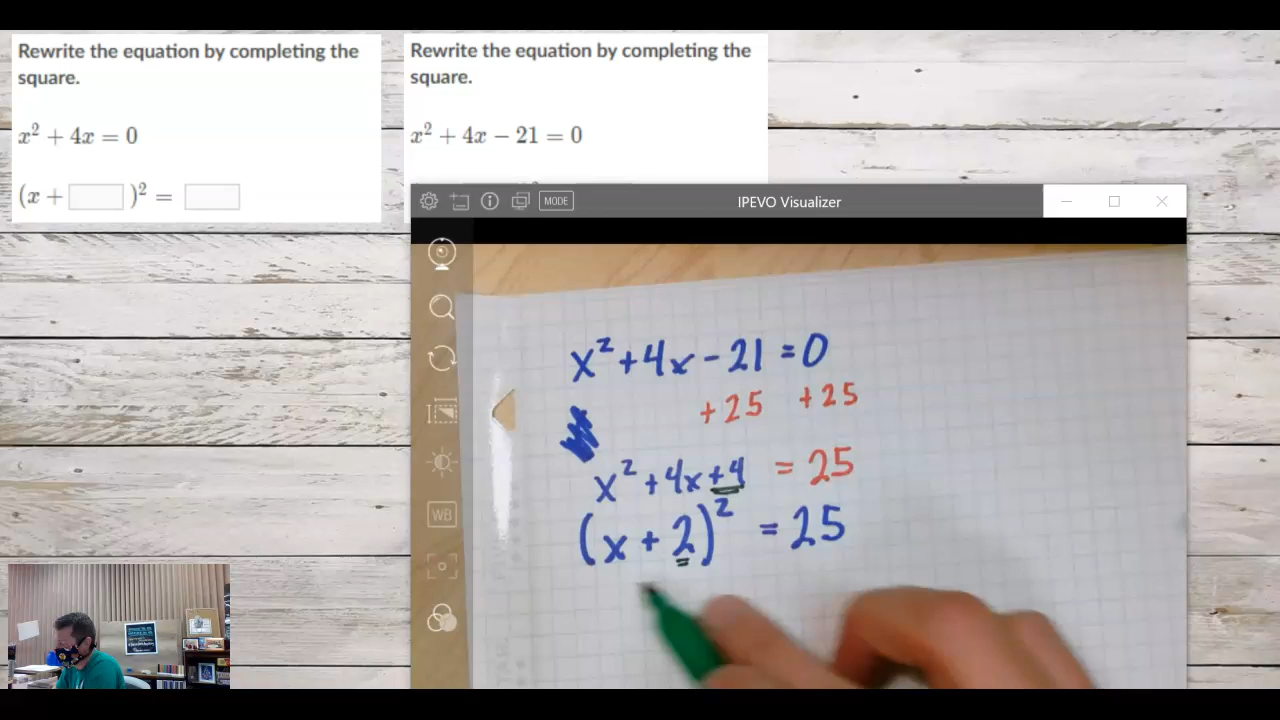 Rewrite the equation by completing the
square.
x² + 4x = 0
(x + )² =
Rewrite the equation by completing the
square.
x² + 4x − 21 = 0
MODE
IPEVO Visualizer
WB
x² + 4x - 21 = 0
+ 25 + 25
x² + 4x + 4 = 25
(x + 2)² = 25